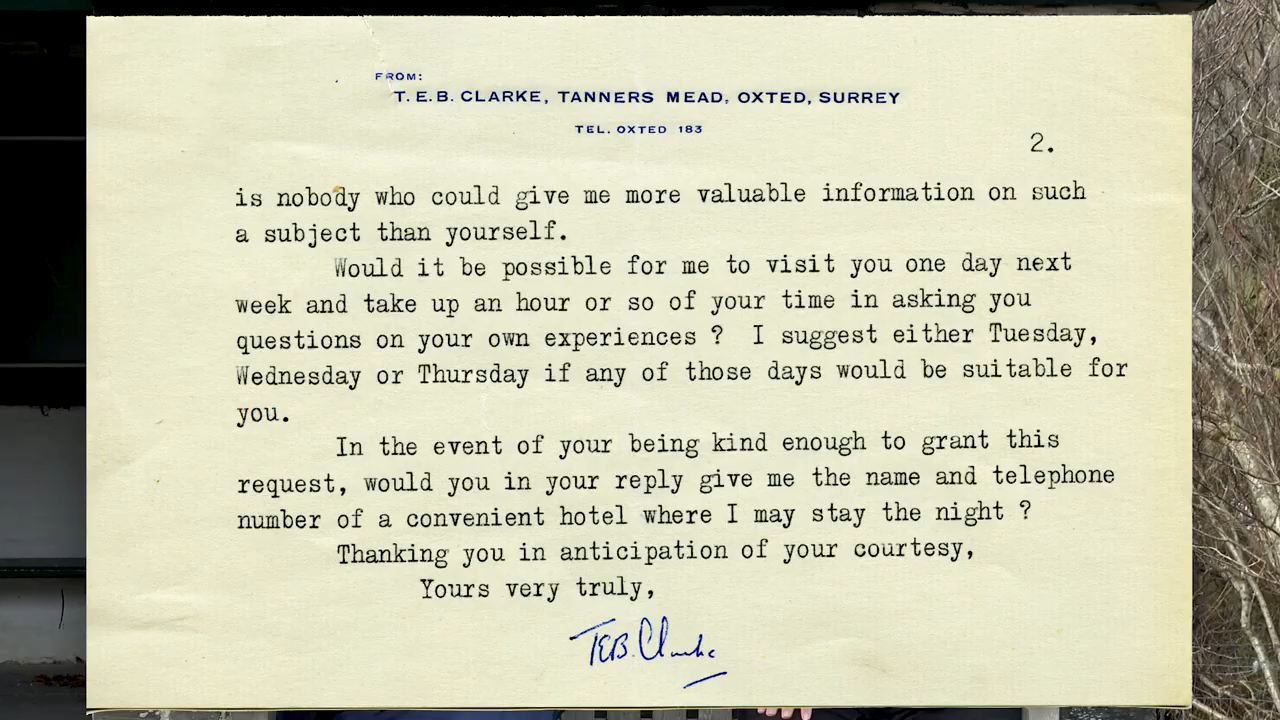 FROM:
T. E. B. CLARKE, TANNERS MEAD, OXTED, SURREY
TEL. OXTED 183
2.
is nobody who could give me more valuable information on such
a subject than yourself.
Would it be possible for me to visit you one day next
week and take up an hour or so of your time in asking you
questions on your own experiences ? I suggest either Tuesday,
Wednesday or Thursday if any of those days would be suitable for
you.
In the event of your being kind enough to grant this
request, would you in your reply give me the name and telephone
number of a convenient hotel where I may stay the night ?
Thanking you in anticipation of your courtesy,
Yours very truly,
T.E.B. Clarke